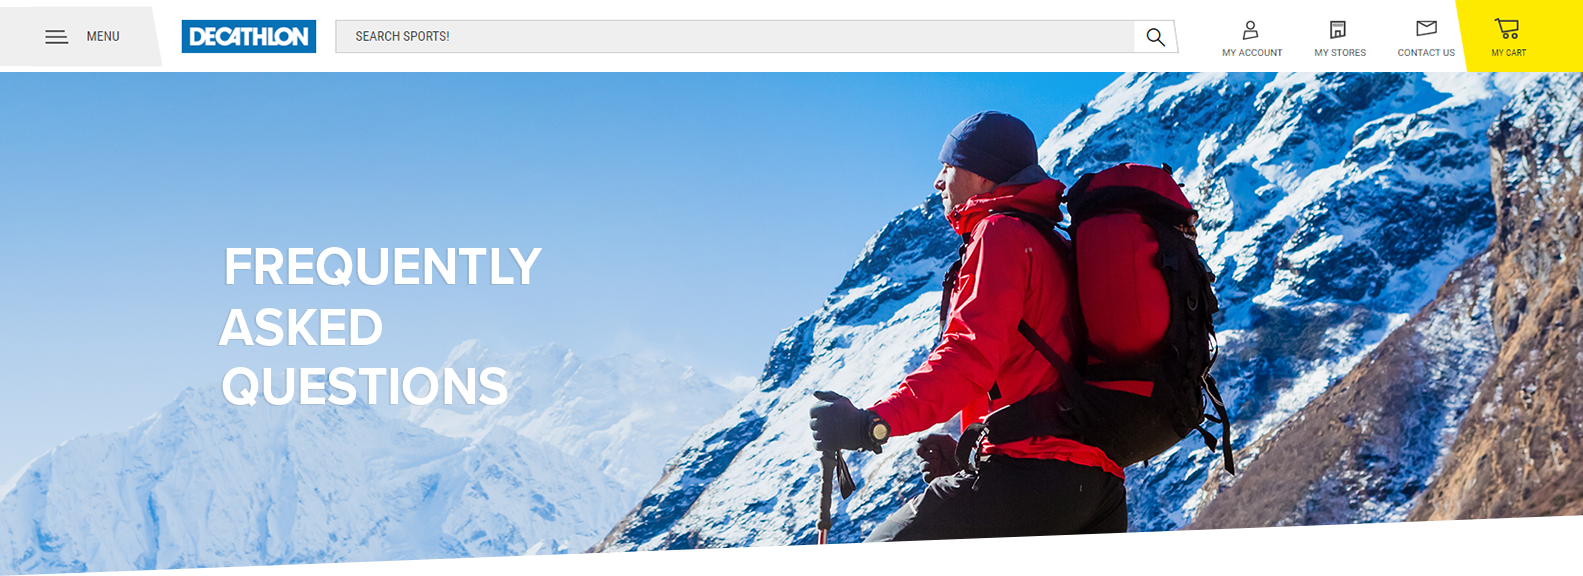 MENU
DECATHLON
SEARCH SPORTS!
MY ACCOUNT
MY STORES
CONTACT US
MY CART
FREQUENTLY
ASKED
QUESTIONS